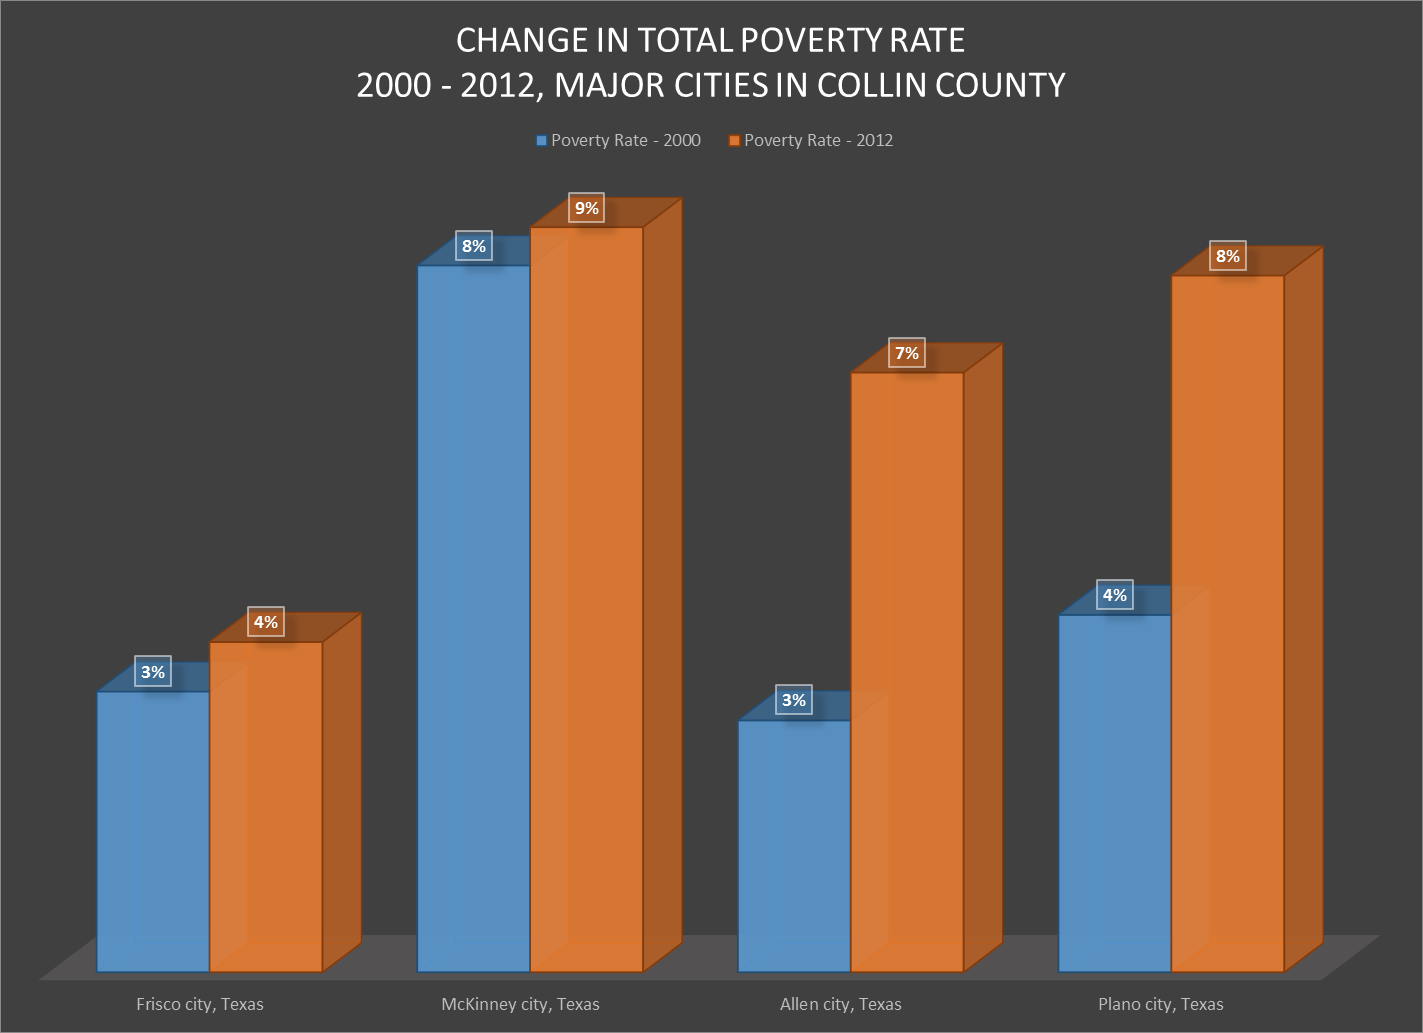 CHANGE IN TOTAL POVERTY RATE
2000 - 2012, MAJOR CITIES IN COLLIN COUNTY
Poverty Rate - 2000 Poverty Rate - 2012
3%
4%
8%
9%
3%
7%
4%
8%
Frisco city, Texas
McKinney city, Texas
Allen city, Texas
Plano city, Texas